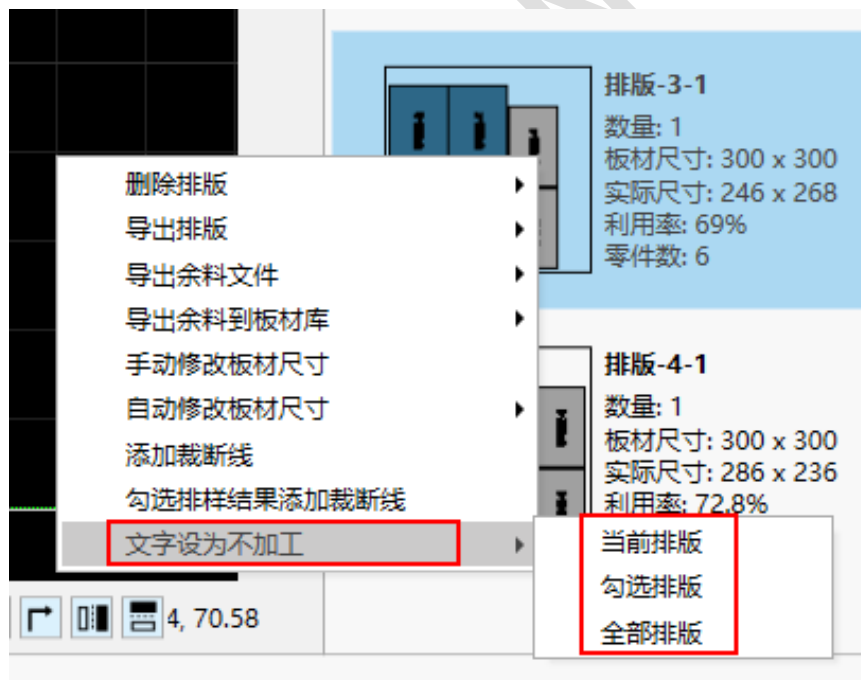 排版-3-1
数量: 1
板材尺寸: 300 x 300
实际尺寸: 246 x 268
利用率: 69%
零件数: 6
删除排版
导出排版
导出余料文件
导出余料到板材库
手动修改板材尺寸
自动修改板材尺寸
添加裁断线
勾选排样结果添加裁断线
文字设为不加工
排版-4-1
数量: 1
板材尺寸: 300 x 300
实际尺寸: 286 x 236
利用率: 72.8%
当前排版
勾选排版
全部排版
4, 70.58